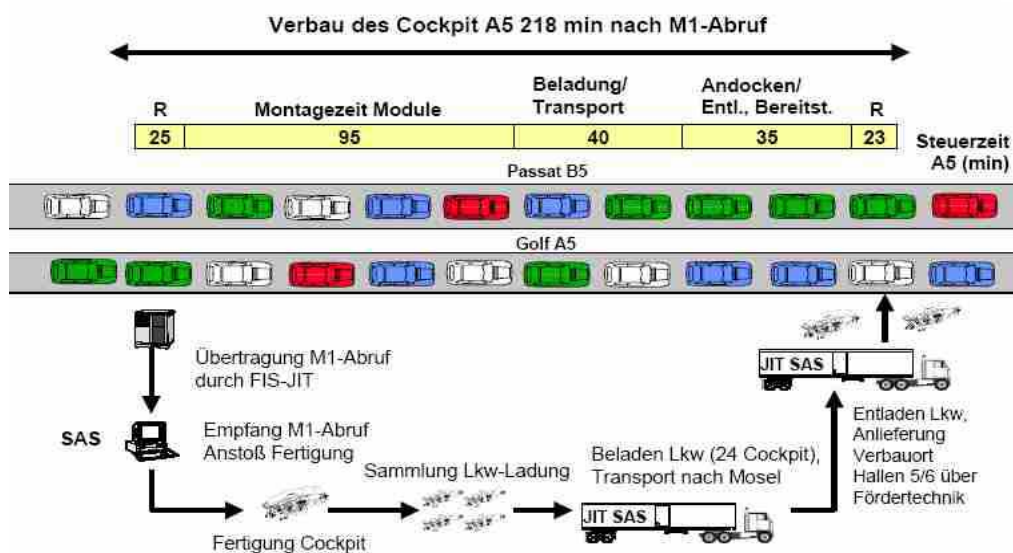 Verbau des Cockpit A5 218 min nach M1-Abruf
R
Montagezeit Module
Beladung/
Transport
Andocken/
Entl., Bereitst.
R
25
95
40
35
23
Steuerzeit
A5 (min)
Passat B5
Golf A5
Übertragung M1-Abruf
durch FIS-JIT
SAS
Empfang M1-Abruf
Anstoß Fertigung
Fertigung Cockpit
Sammlung Lkw-Ladung
Beladen Lkw (24 Cockpit),
Transport nach Mosel
JIT SAS
JIT SAS
Entladen Lkw,
Anlieferung
Verbauort
Hallen 5/6 über
Fördertechnik